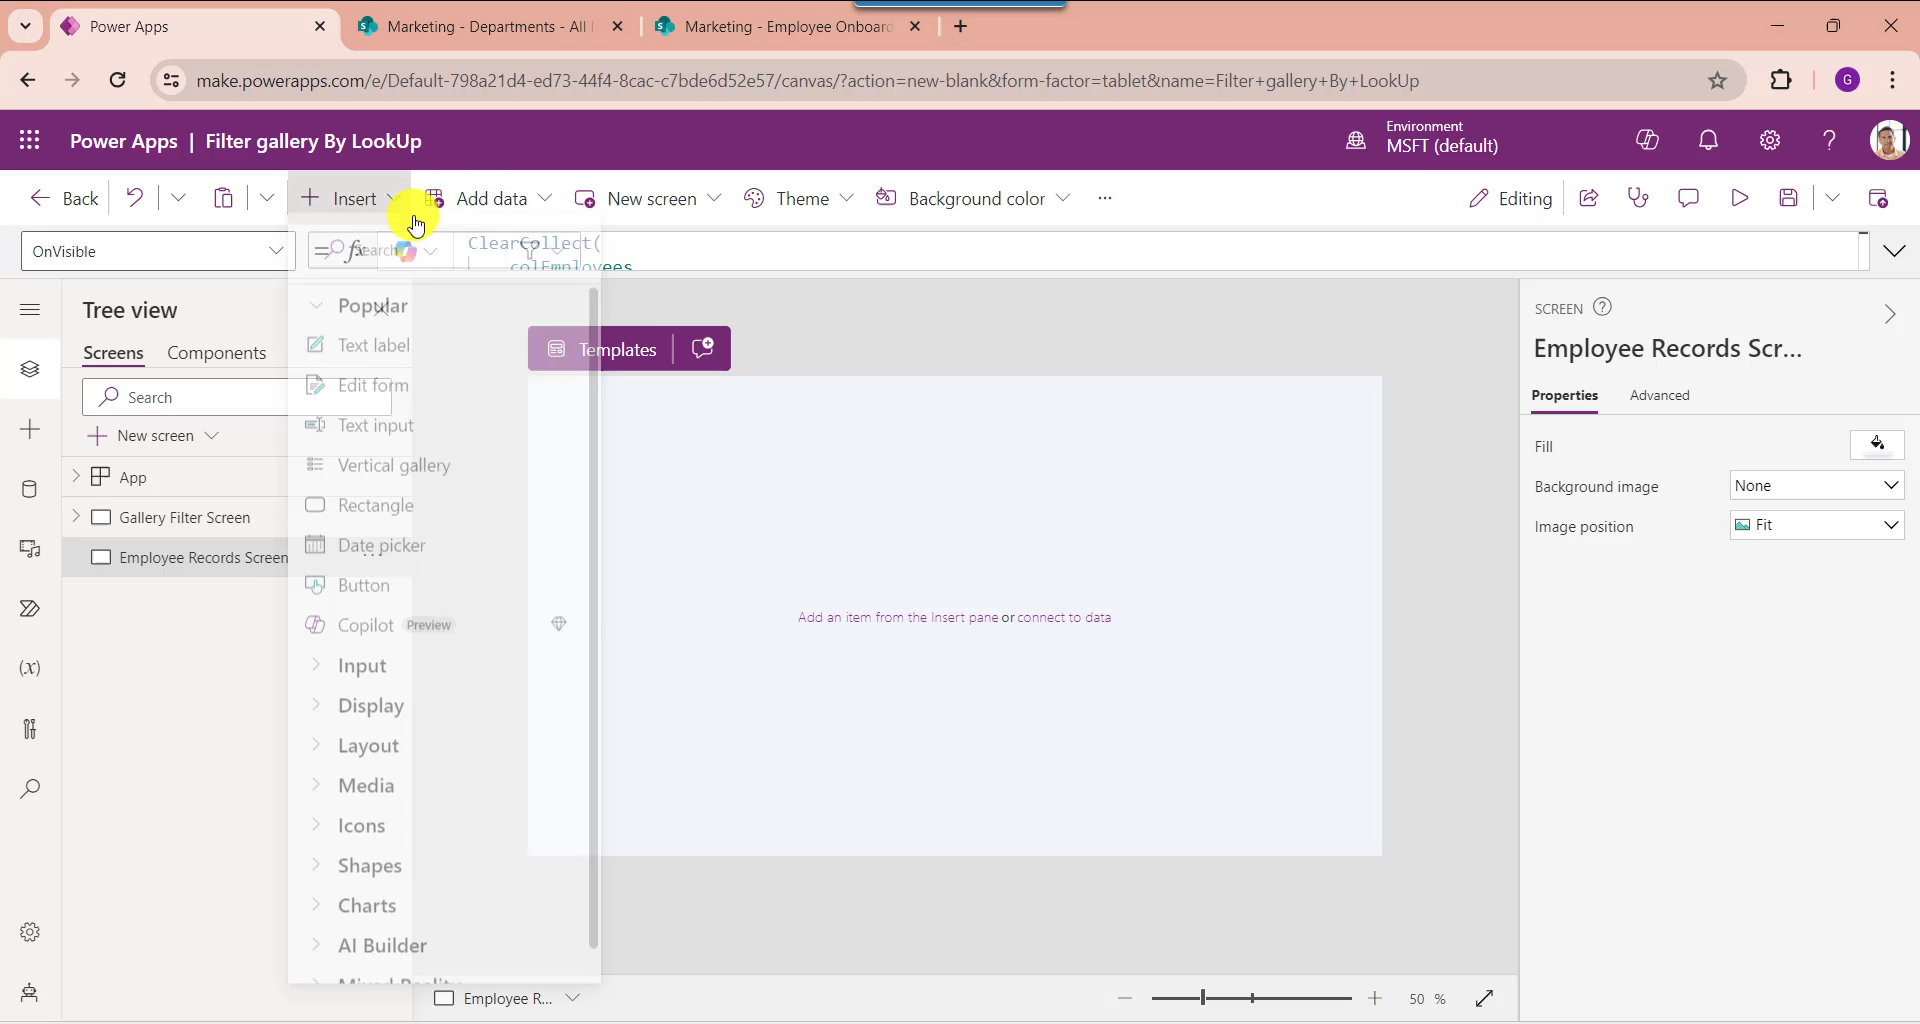 Power Apps
Marketing - Departments - All
Marketing - Employee Onboard
make.powerapps.com/e/Default-798a21d4-ed73-44f4-8cac-c7bde6d52e57/canvas/?action=new-blank&form-factor=tablet&name=Filter+gallery+By+LookUp
G
Power Apps | Filter gallery By LookUp
Environment
MSFT (default)
Back
Insert
Add data
New screen
Theme
Background color
...
Editing
OnVisible
= fx
Search
ClearCollect(
colEmployees
Tree view
Screens
Components
Search
New screen
App
Gallery Filter Screen
Employee Records Screen
...
Popular
Text label
Edit form
Text input
Vertical gallery
Rectangle
Date picker
Button
Copilot Preview
Input
Display
Layout
Media
Icons
Shapes
Charts
AI Builder
Mixed Reality
Templates
Add an item from the Insert pane or connect to data
Employee R...
50 %
SCREEN
Employee Records Scr...
Properties
Advanced
Fill
Background image
None
Image position
Fit